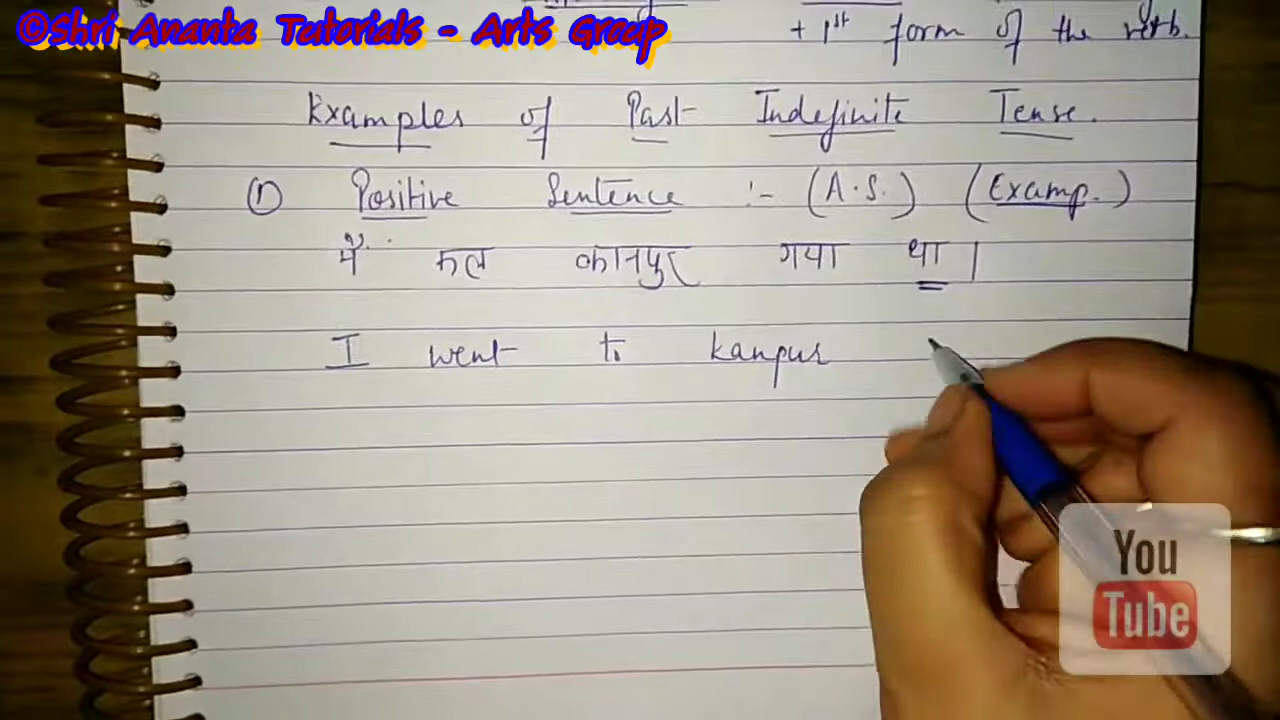 ©Shri Ananta Tutorials - Arts Group
+ 1st form of the verb.
Examples of Past Indefinite Tense.
① Positive Sentence :- (A.S.) (Examp.)
मैं कल कानपुर गया था |
I went to kanpur
You
Tube